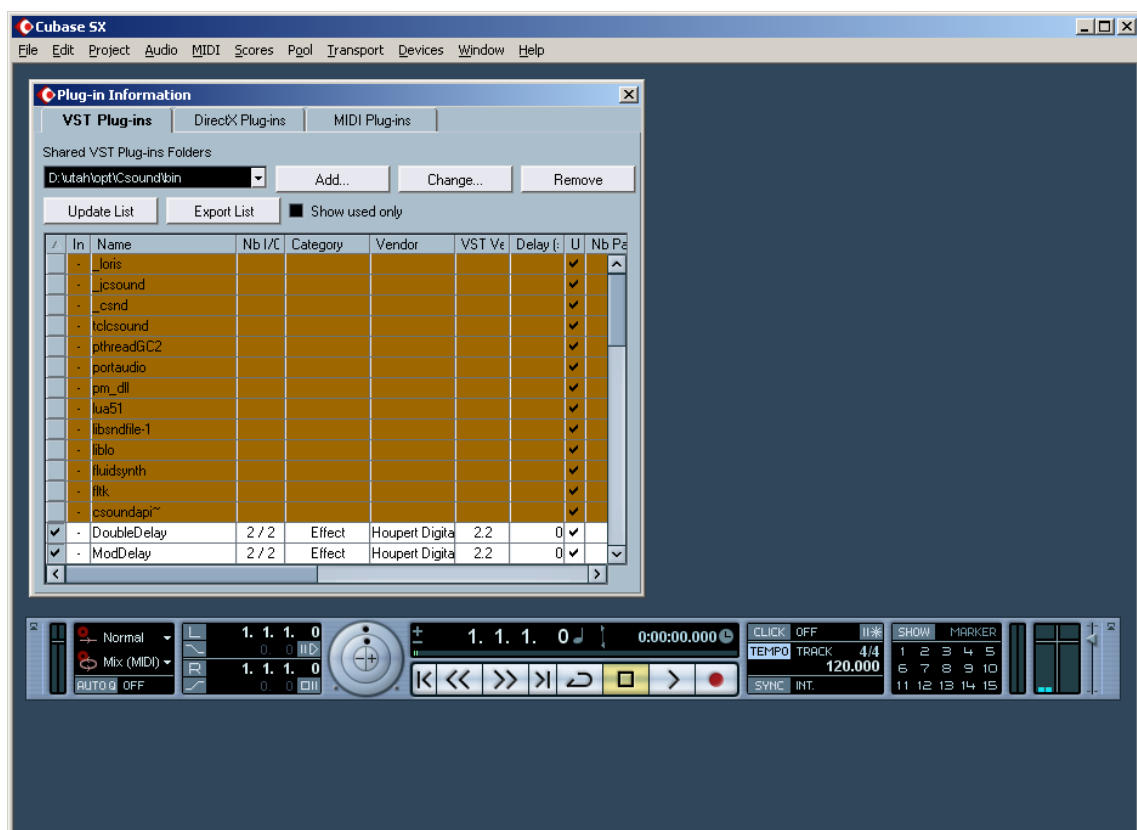 Cubase SX
File Edit Project Audio MIDI Scores Pool Transport Devices Window Help
Plug-in Information
VST Plug-ins DirectX Plug-ins MIDI Plug-ins
Shared VST Plug-ins Folders
D:\utah\opt\Csound\bin Add... Change... Remove
Update List Export List Show used only
In Name Nb I/O Category Vendor VST Ve Delay (s U Nb Pa
- _loris
- _jcsound
- _csnd
- tclcsound
- pthreadGC2
- portaudio
- pm_dll
- lua51
- libsndfile-1
- liblo
- fluidsynth
- fltk
- csoundapi~
- DoubleDelay 2 / 2 Effect Houpert Digita 2.2 0
- ModDelay 2 / 2 Effect Houpert Digita 2.2 0
Normal L 1. 1. 1. 0 1. 1. 1. 0 0:00:00.000 CLICK OFF SHOW MARKER
0. 0 TEMPO TRACK 4/4 1 2 3 4 5
Mix (MIDI) R 1. 1. 1. 0 120.000 6 7 8 9 10
AUTO Q OFF 0. 0 SYNC INT. 11 12 13 14 15